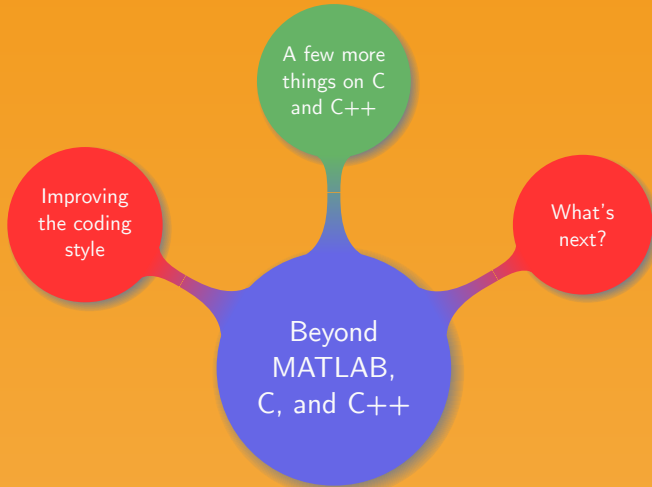 A few more
things on C
and C++
Improving
the coding
style
What's
next?
Beyond
MATLAB,
C, and C++